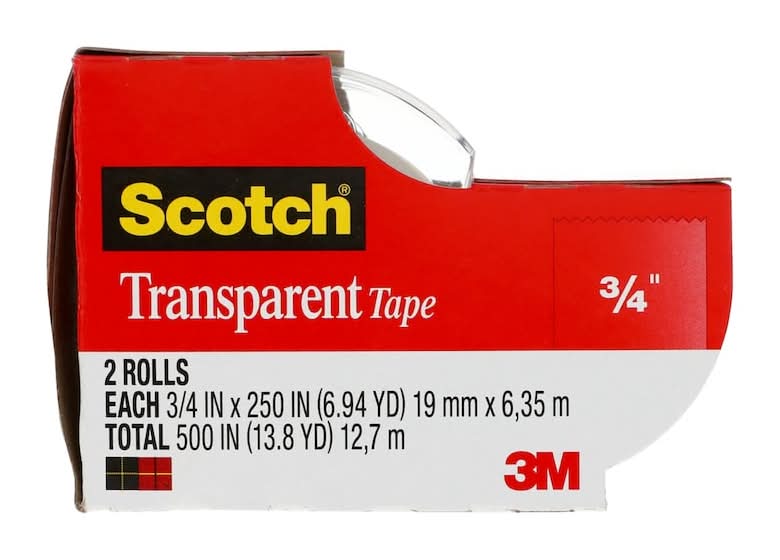 Scotch®
Transparent Tape
3/4"
2 ROLLS
EACH 3/4 IN x 250 IN (6.94 YD) 19 mm x 6,35 m
TOTAL 500 IN (13.8 YD) 12,7 m
3M